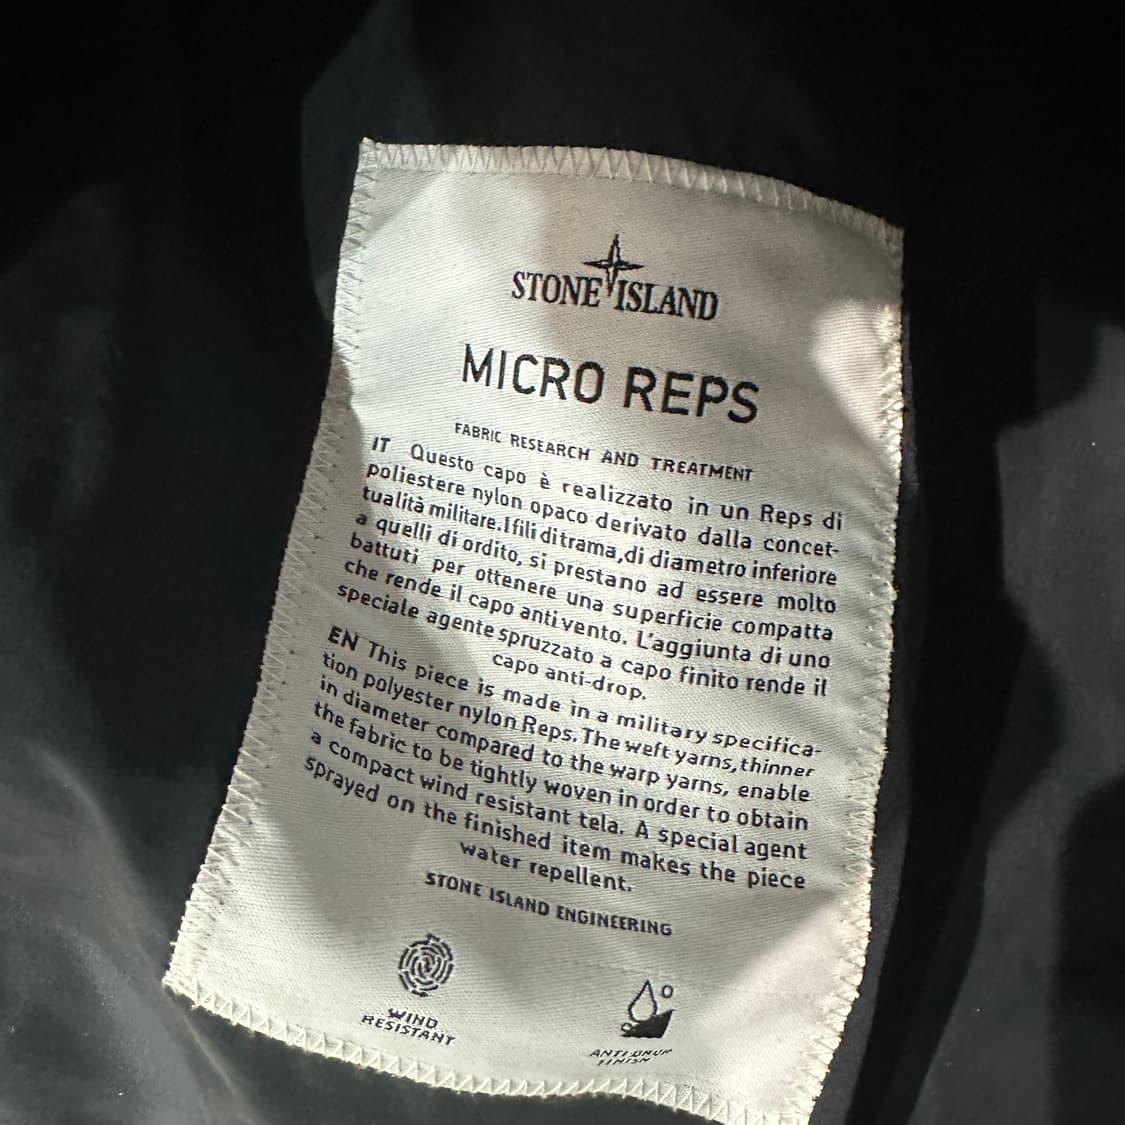 STONE ISLAND
MICRO REPS
FABRIC RESEARCH AND TREATMENT
IT Questo capo è realizzato in un Reps di
poliestere nylon opaco derivato dalla concet-
tualità militare.I fili di trama,di diametro inferiore
a quelli di ordito, si prestano ad essere molto
battuti per ottenere una superficie compatta
che rende il capo antivento. L'aggiunta di uno
speciale agente spruzzato a capo finito rende il
capo anti-drop.
EN This piece is made in a military specifica-
tion polyester nylon Reps. The weft yarns, thinner
in diameter compared to the warp yarns, enable
the fabric to be tightly woven in order to obtain
a compact wind resistant tela. A special agent
sprayed on the finished item makes the piece
water repellent.
STONE ISLAND ENGINEERING
WIND
RESISTANT
FINISH